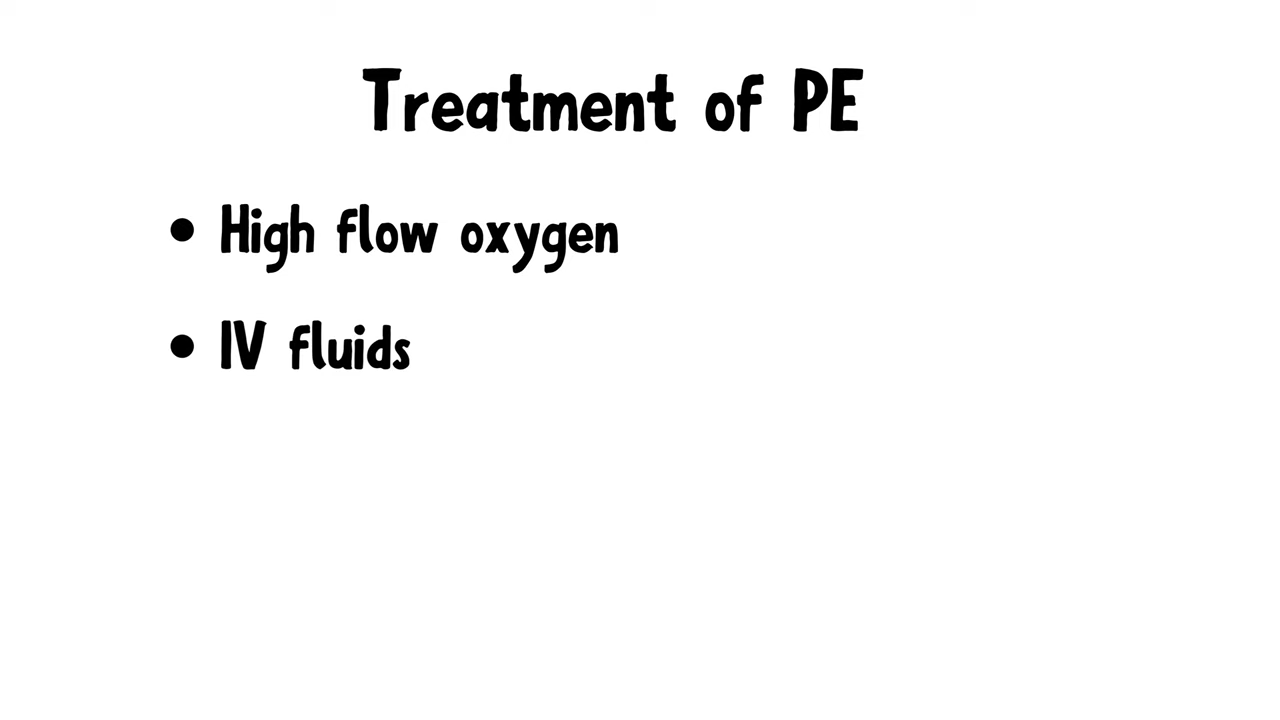 Treatment of PE
• High flow oxygen
• IV fluids